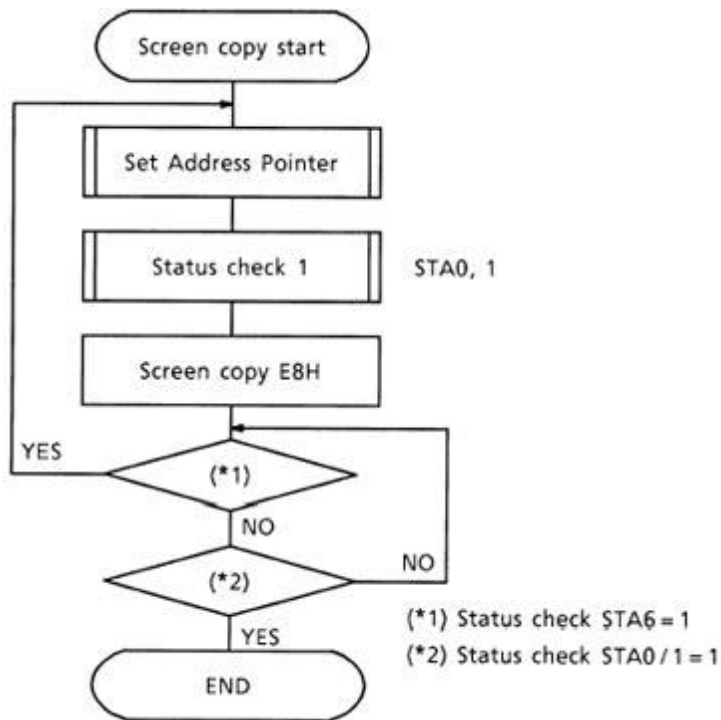 Screen copy start
Set Address Pointer
Status check 1
STA0, 1
Screen copy E8H
YES
(*1)
NO
NO
(*2)
YES
(*1) Status check STA6 = 1
(*2) Status check STA0 / 1 = 1
END